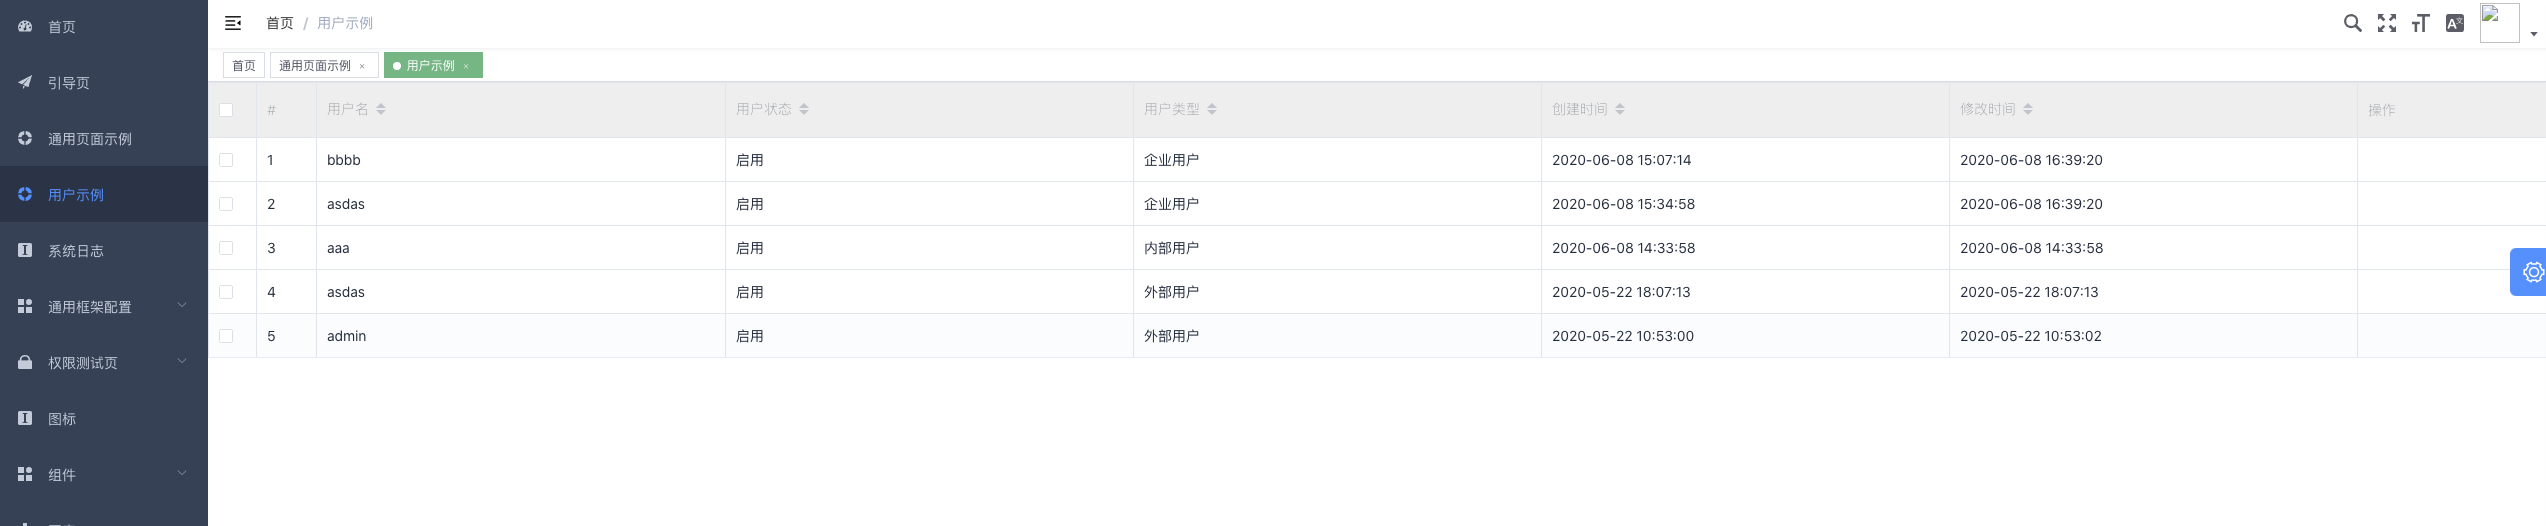 首页
引导页
通用页面示例
用户示例
系统日志
通用框架配置
权限测试页
图标
组件
首页 / 用户示例
首页 通用页面示例 × 用户示例 ×
# 用户名 用户状态 用户类型 创建时间 修改时间 操作
1 bbbb 启用 企业用户 2020-06-08 15:07:14 2020-06-08 16:39:20
2 asdas 启用 企业用户 2020-06-08 15:34:58 2020-06-08 16:39:20
3 aaa 启用 内部用户 2020-06-08 14:33:58 2020-06-08 14:33:58
4 asdas 启用 外部用户 2020-05-22 18:07:13 2020-05-22 18:07:13
5 admin 启用 外部用户 2020-05-22 10:53:00 2020-05-22 10:53:02